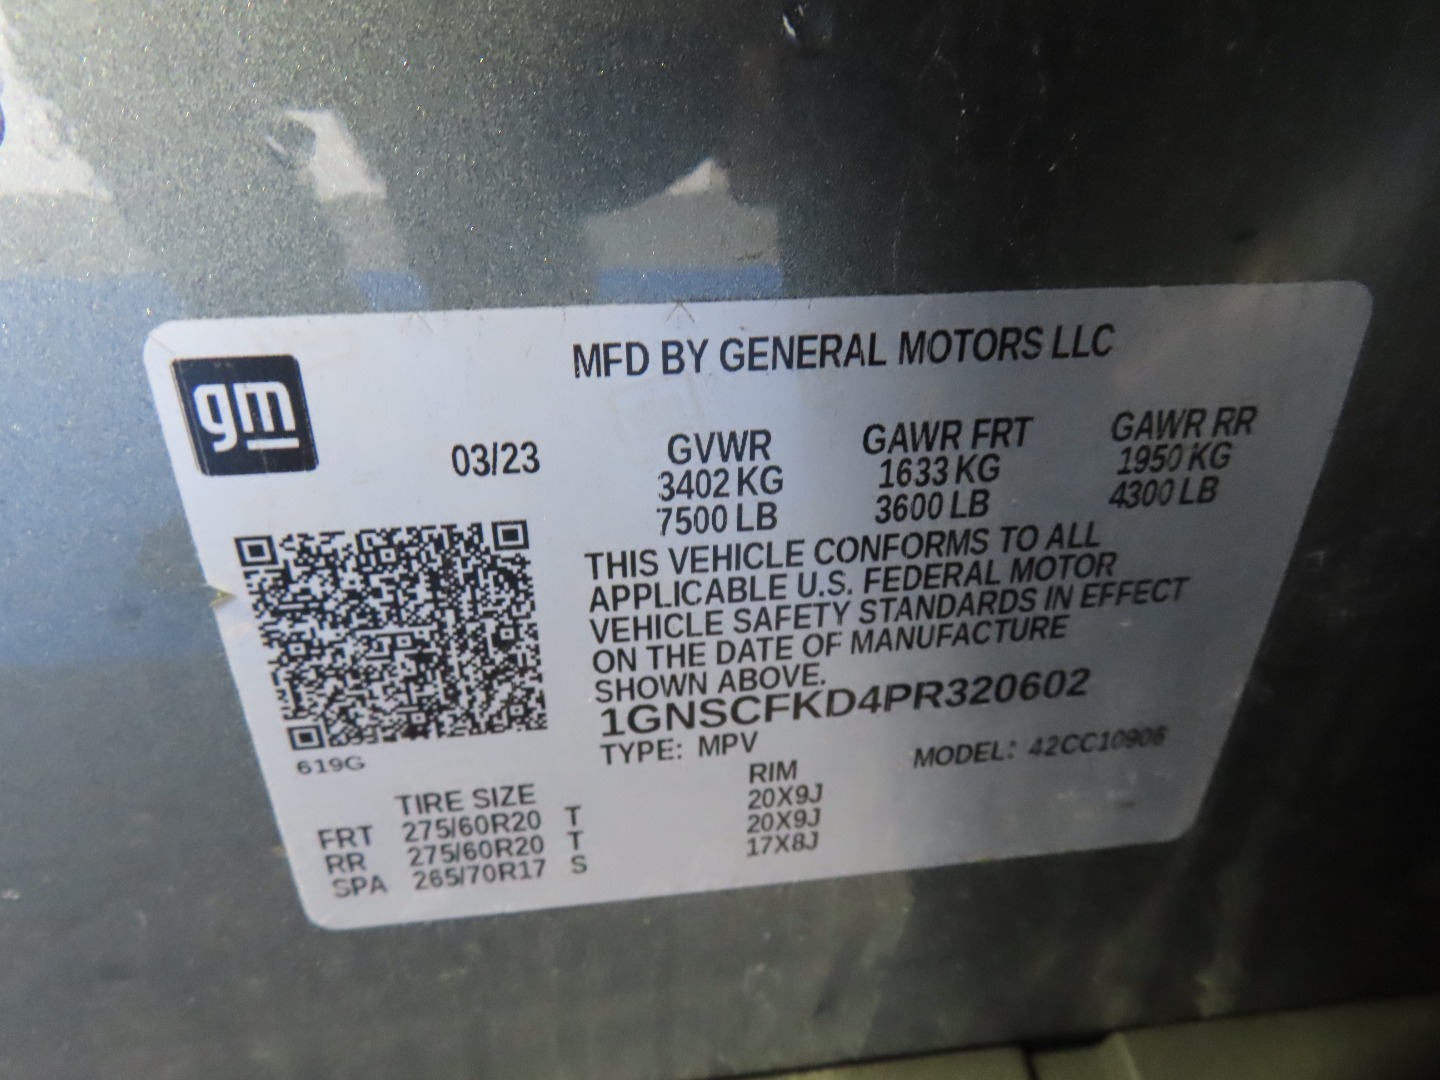 MFD BY GENERAL MOTORS LLC
gm
03/23
GVWR GAWR FRT GAWR RR
3402 KG 1633 KG 1950 KG
7500 LB 3600 LB 4300 LB
THIS VEHICLE CONFORMS TO ALL
APPLICABLE U.S. FEDERAL MOTOR
VEHICLE SAFETY STANDARDS IN EFFECT
ON THE DATE OF MANUFACTURE
SHOWN ABOVE.
1GNSCFKD4PR320602
619G
TYPE: MPV MODEL: 42CC10906
TIRE SIZE RIM
FRT 275/60R20 T 20X9J
RR 275/60R20 T 20X9J
SPA 265/70R17 S 17X8J